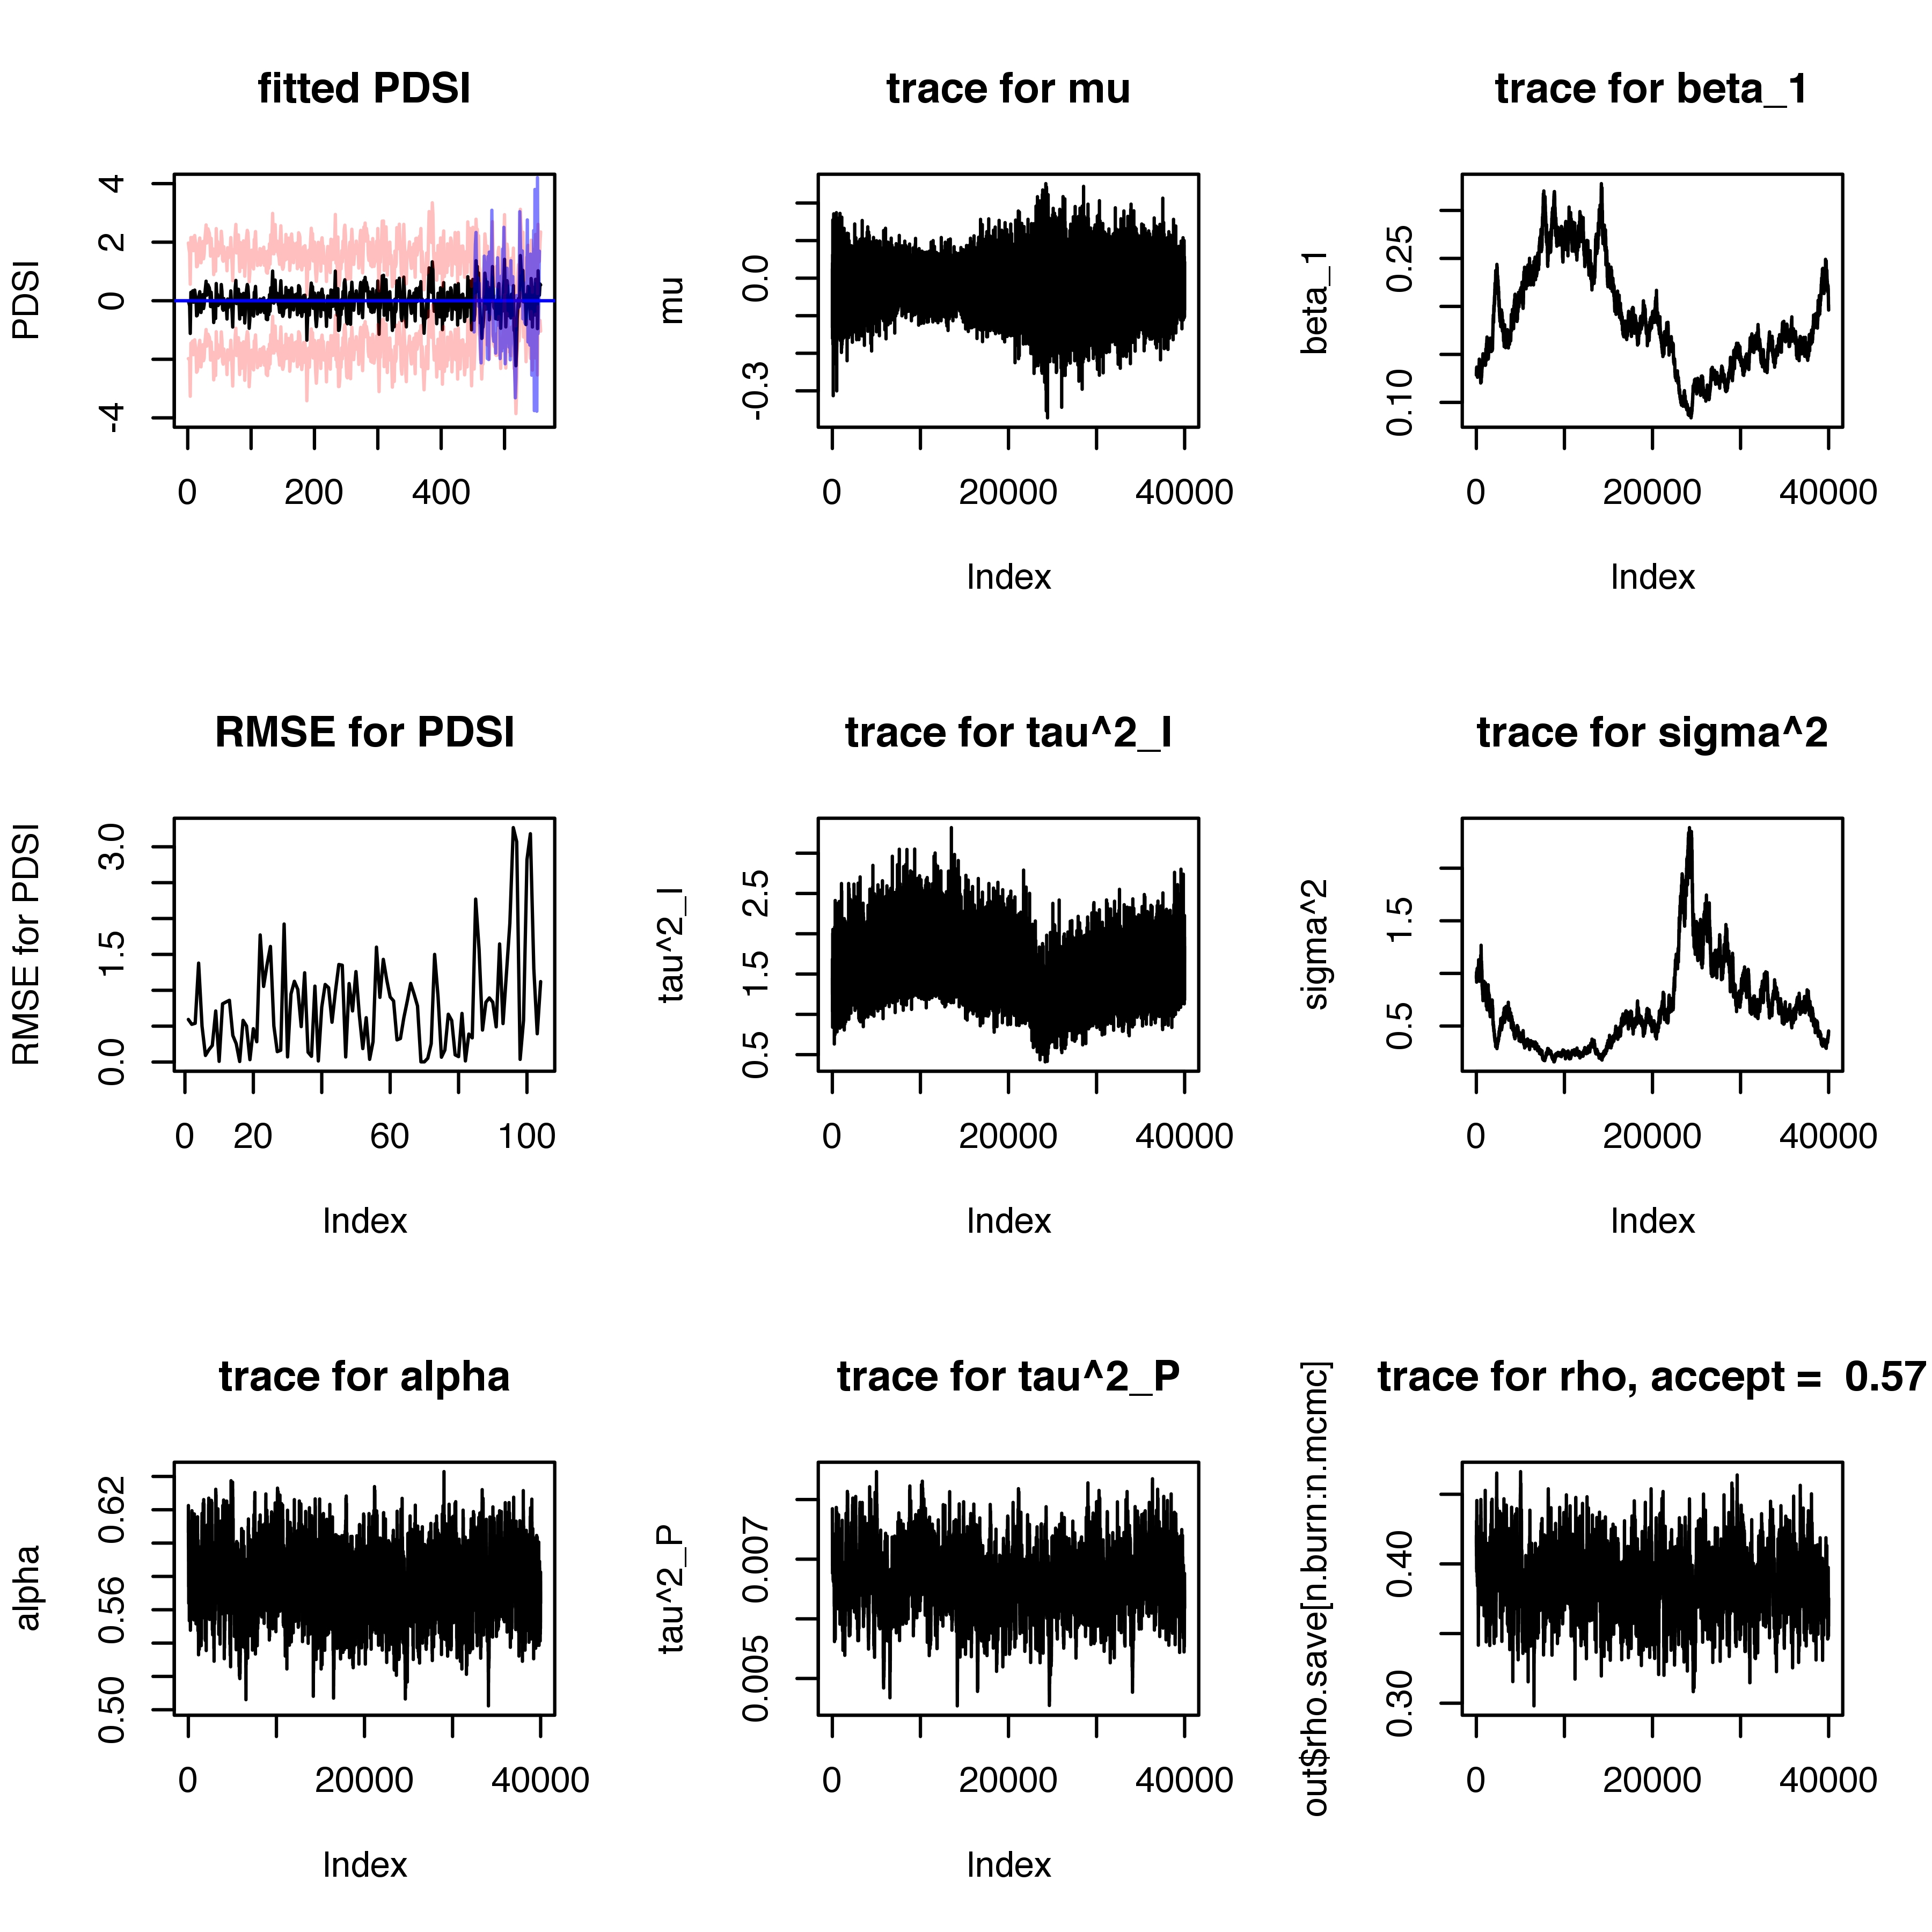 fitted PDSI
PDSI
4
2
0
-4
0 200 400
trace for mu
mu
0.0
-0.3
0 20000 40000
Index
trace for beta_1
beta_1
0.25
0.10
0 20000 40000
Index
RMSE for PDSI
RMSE for PDSI
3.0
1.5
0.0
0 20 60 100
Index
trace for tau^2_I
tau^2_I
2.5
1.5
0.5
0 20000 40000
Index
trace for sigma^2
sigma^2
1.5
0.5
0 20000 40000
Index
trace for alpha
alpha
0.62
0.56
0.50
0 20000 40000
Index
trace for tau^2_P
tau^2_P
0.007
0.005
0 20000 40000
Index
trace for rho, accept =  0.57
out$rho.save[n.burn:n.mcmc]
0.40
0.30
0 20000 40000